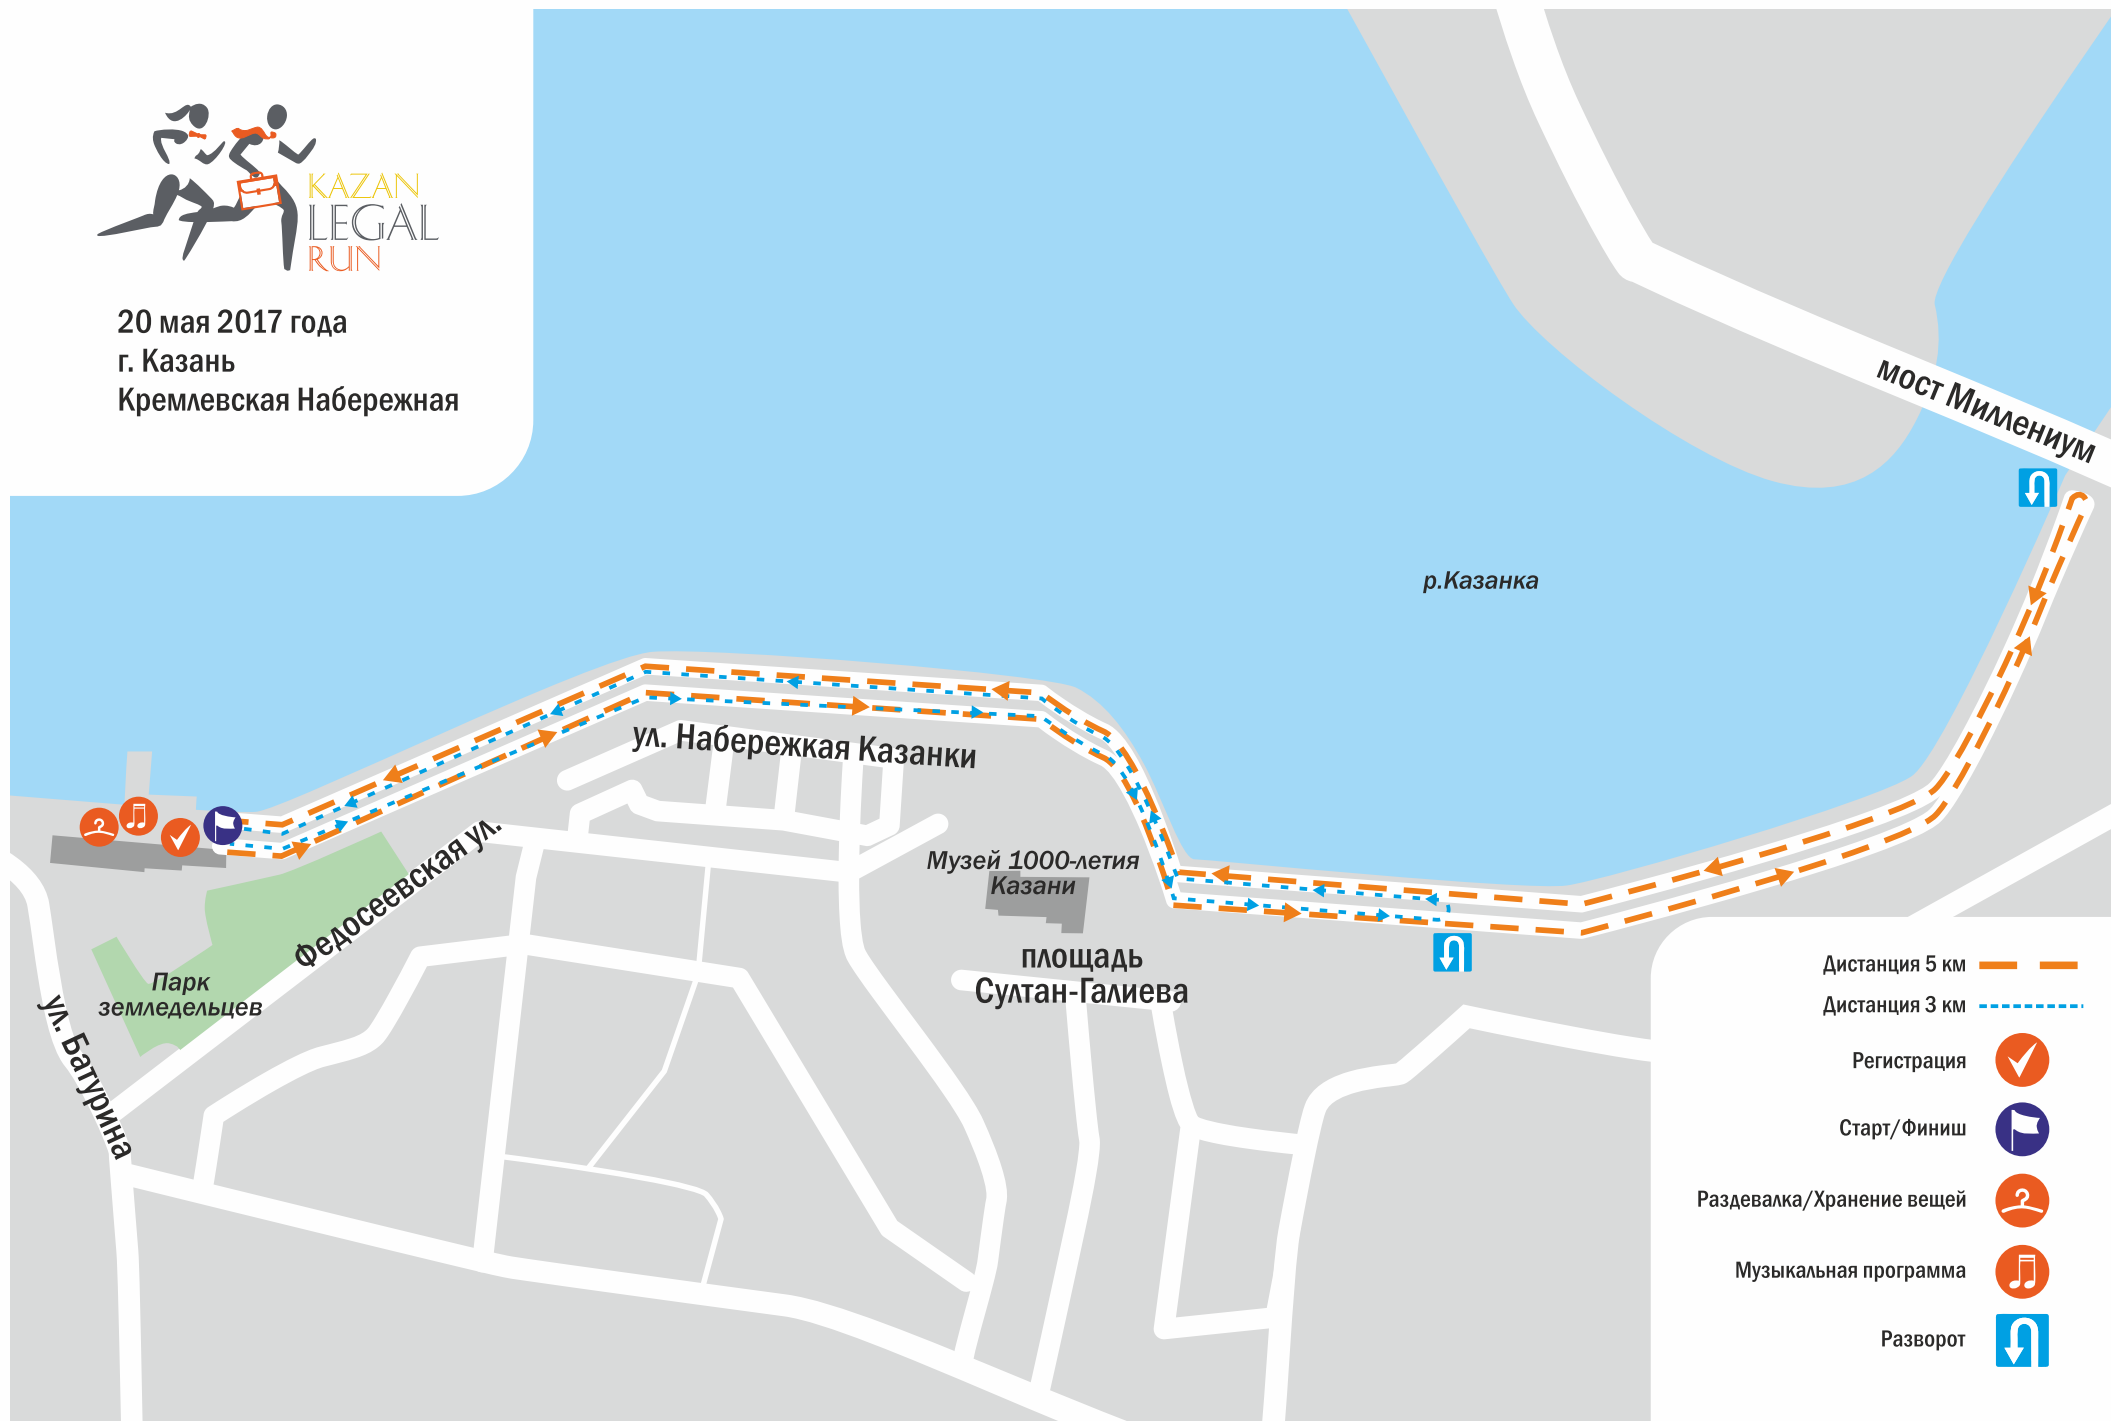 KAZAN
LEGAL
RUN
20 мая 2017 года
г. Казань
Кремлевская Набережная
мост Миллениум
р.Казанка
ул. Набережкая Казанки
Музей 1000-летия
Казани
Федосеевская ул.
площадь
Султан-Галиева
Парк
земледельцев
ул. Батурина
Дистанция 5 км
Дистанция 3 км
Регистрация
Старт/Финиш
Раздевалка/Хранение вещей
Музыкальная программа
Разворот